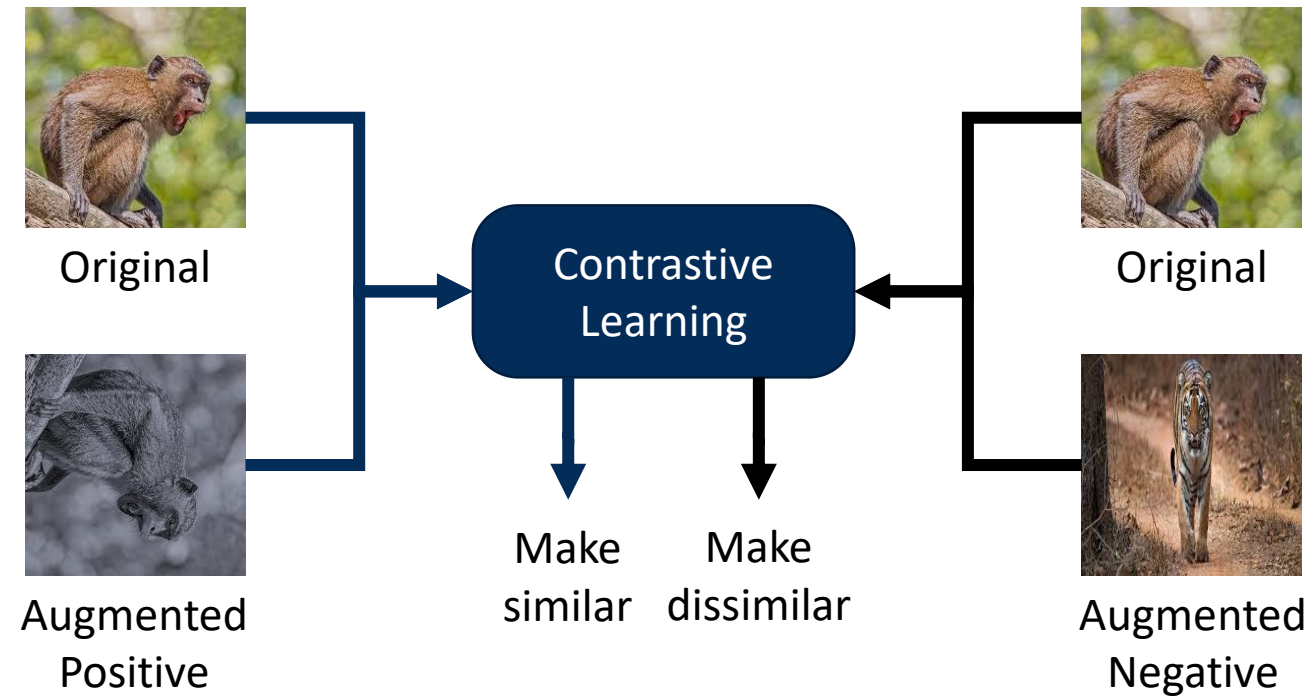 Original
Augmented
Positive
Contrastive
Learning
Make
similar
Make
dissimilar
Original
Augmented
Negative